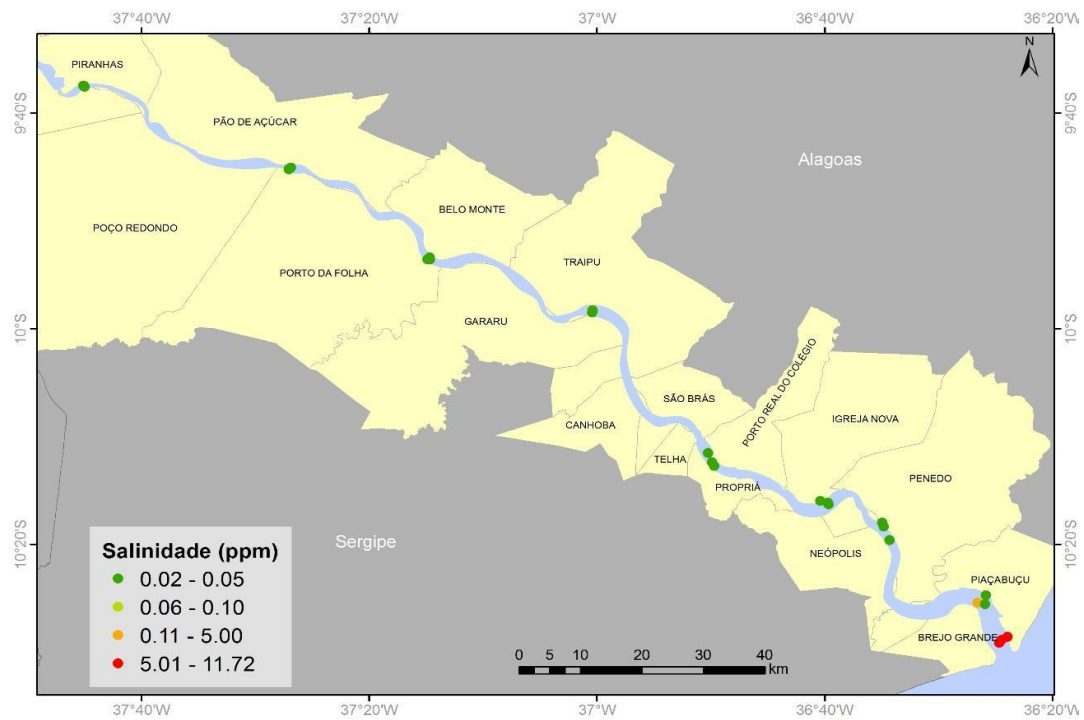 37°40'W 37°20'W 37°W 36°40'W 36°20'W
N
PIRANHAS
9°40'S 9°40'S
PÃO DE AÇÚCAR
Alagoas
BELO MONTE
POÇO REDONDO
TRAIPU
PORTO DA FOLHA
GARARU
10°S 10°S
PORTO REAL DO COLÉGIO
SÃO BRÁS
IGREJA NOVA
CANHOBA
TELHA
PENEDO
PROPRIÁ
Sergipe
NEÓPOLIS
10°20'S 10°20'S
Salinidade (ppm)
0.02 - 0.05
0.06 - 0.10
0.11 - 5.00
5.01 - 11.72
PIAÇABUÇU
BREJO GRANDE
0 5 10 20 30 40
km
37°40'W 37°20'W 37°W 36°40'W 36°20'W